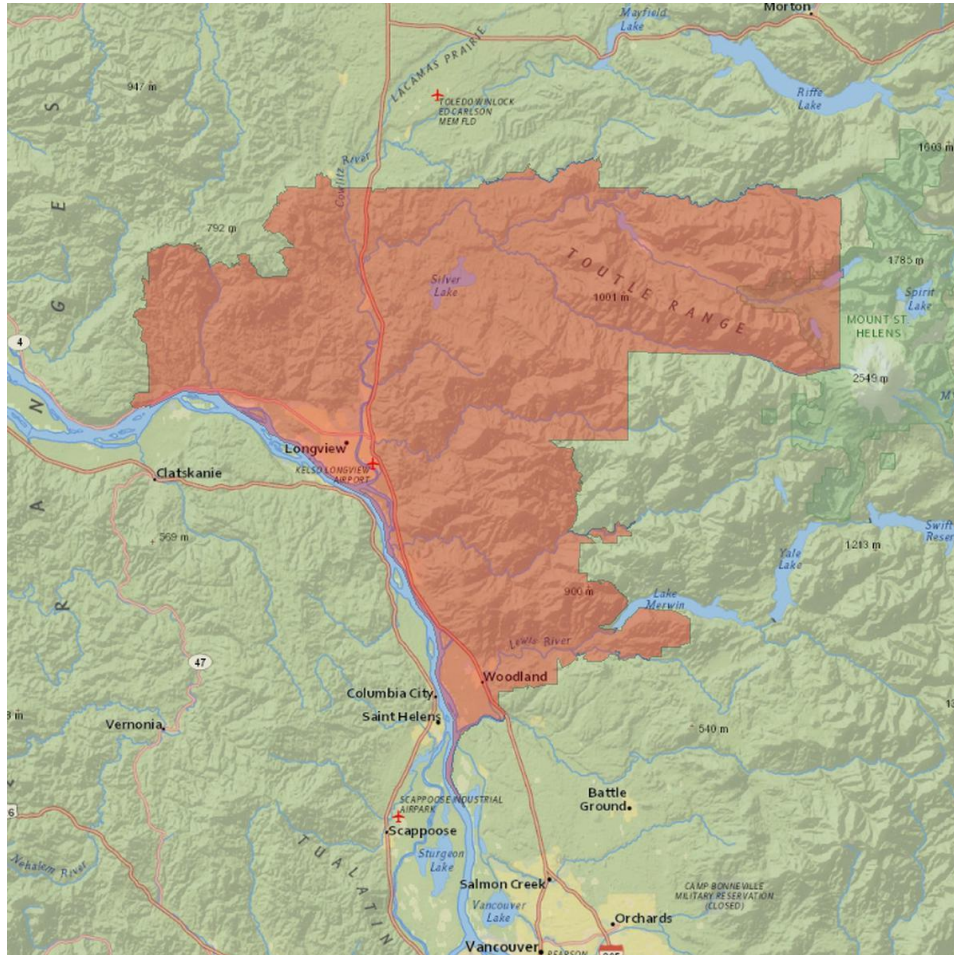 Morton
Mayfield
Lake
947 m
LACAMAS PRAIRIE
TOLEDO WINLOCK
ED CARLSON
MEM FLD
Riffe
Lake
1603 m
Cowlitz River
792 m
TOUTLE RANGE
1785 m
Silver
Lake
1001 m
Spirit
Lake
MOUNT ST.
HELENS
4
2549 m
Longview
KELSO LONGVIEW
AIRPORT
Clatskanie
569 m
Swift
Reser
1213 m
Yale
Lake
900 m
Lake
Merwin
Lewis River
47
Woodland
Columbia City
Saint Helens
Vernonia
540 m
Battle
Ground
SCAPPOOSE INDUSTRIAL
AIRPARK
Scappoose
TUALATIN
Sturgeon
Lake
Nehalem River
Salmon Creek
CAMP BONNEVILLE
MILITARY RESERVATION
(CLOSED)
Vancouver
Lake
Orchards
Vancouver
PEARSON